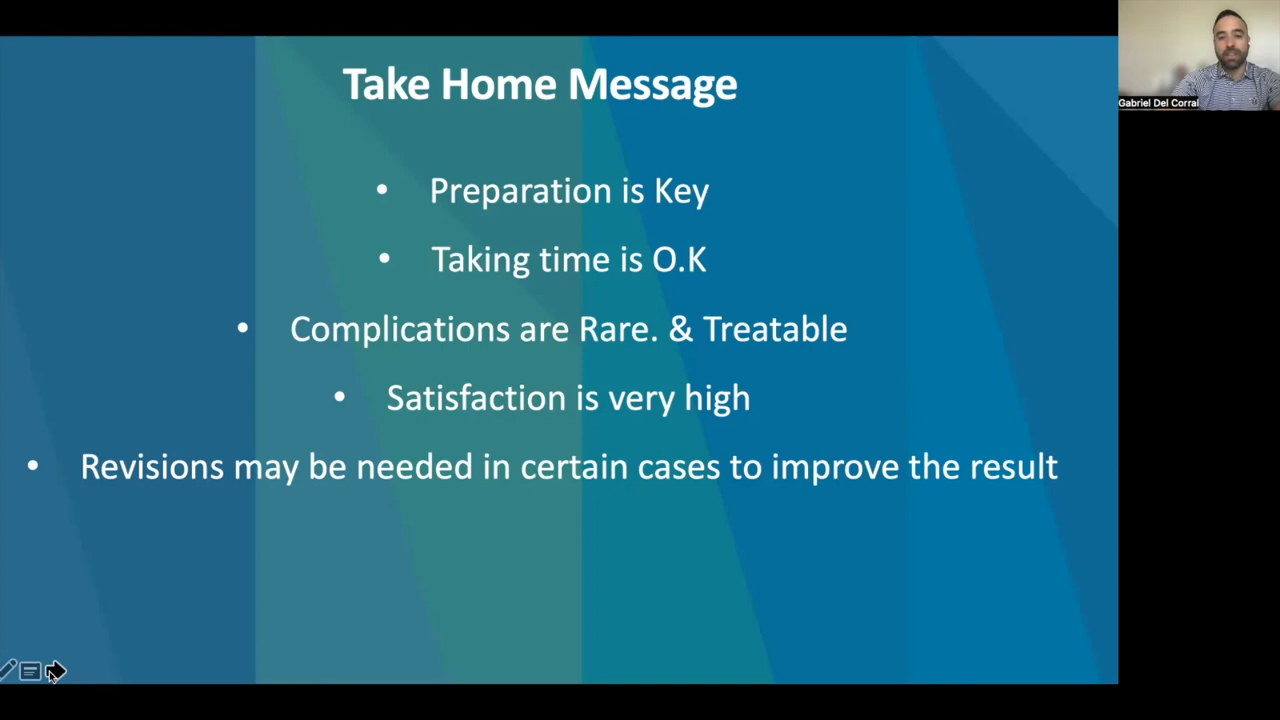 Take Home Message
• Preparation is Key
• Taking time is O.K
• Complications are Rare. & Treatable
• Satisfaction is very high
• Revisions may be needed in certain cases to improve the result
Gabriel Del Corral